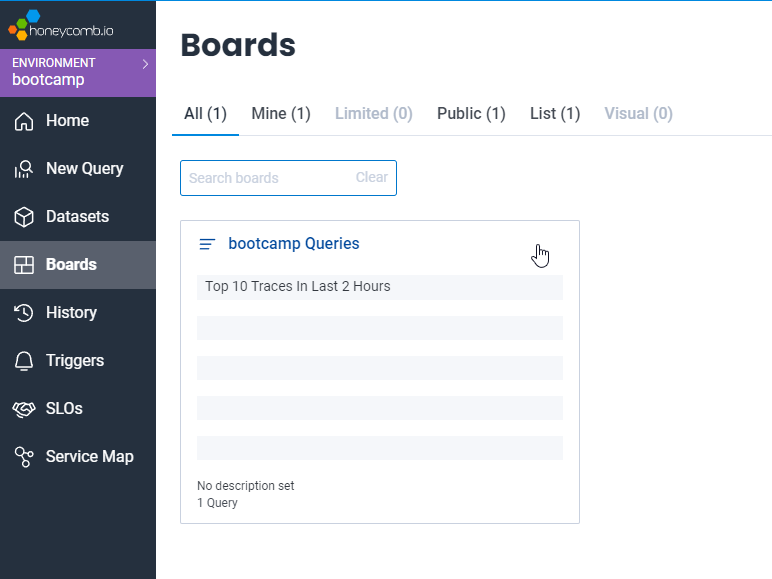 honeycomb.io
ENVIRONMENT
bootcamp
Home
New Query
Datasets
Boards
History
Triggers
SLOs
Service Map
Boards
All (1) Mine (1) Limited (0) Public (1) List (1) Visual (0)
Search boards Clear
bootcamp Queries
Top 10 Traces In Last 2 Hours
No description set
1 Query